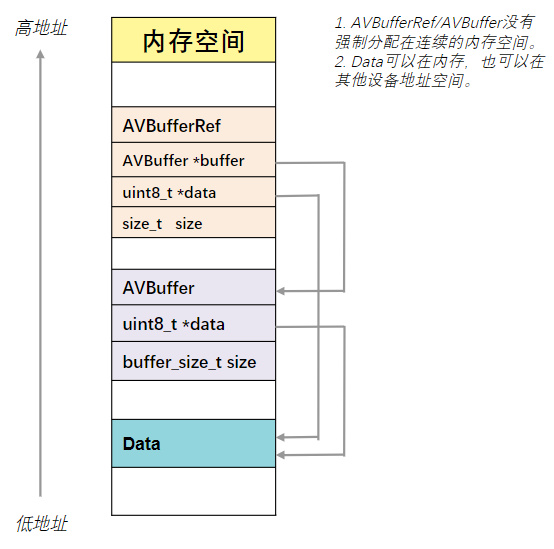 高地址
内存空间
1. AVBufferRef/AVBuffer没有
强制分配在连续的内存空间。
2. Data可以在内存，也可以在
其他设备地址空间。
AVBufferRef
AVBuffer *buffer
uint8_t *data
size_t size
AVBuffer
uint8_t *data
buffer_size_t size
Data
低地址